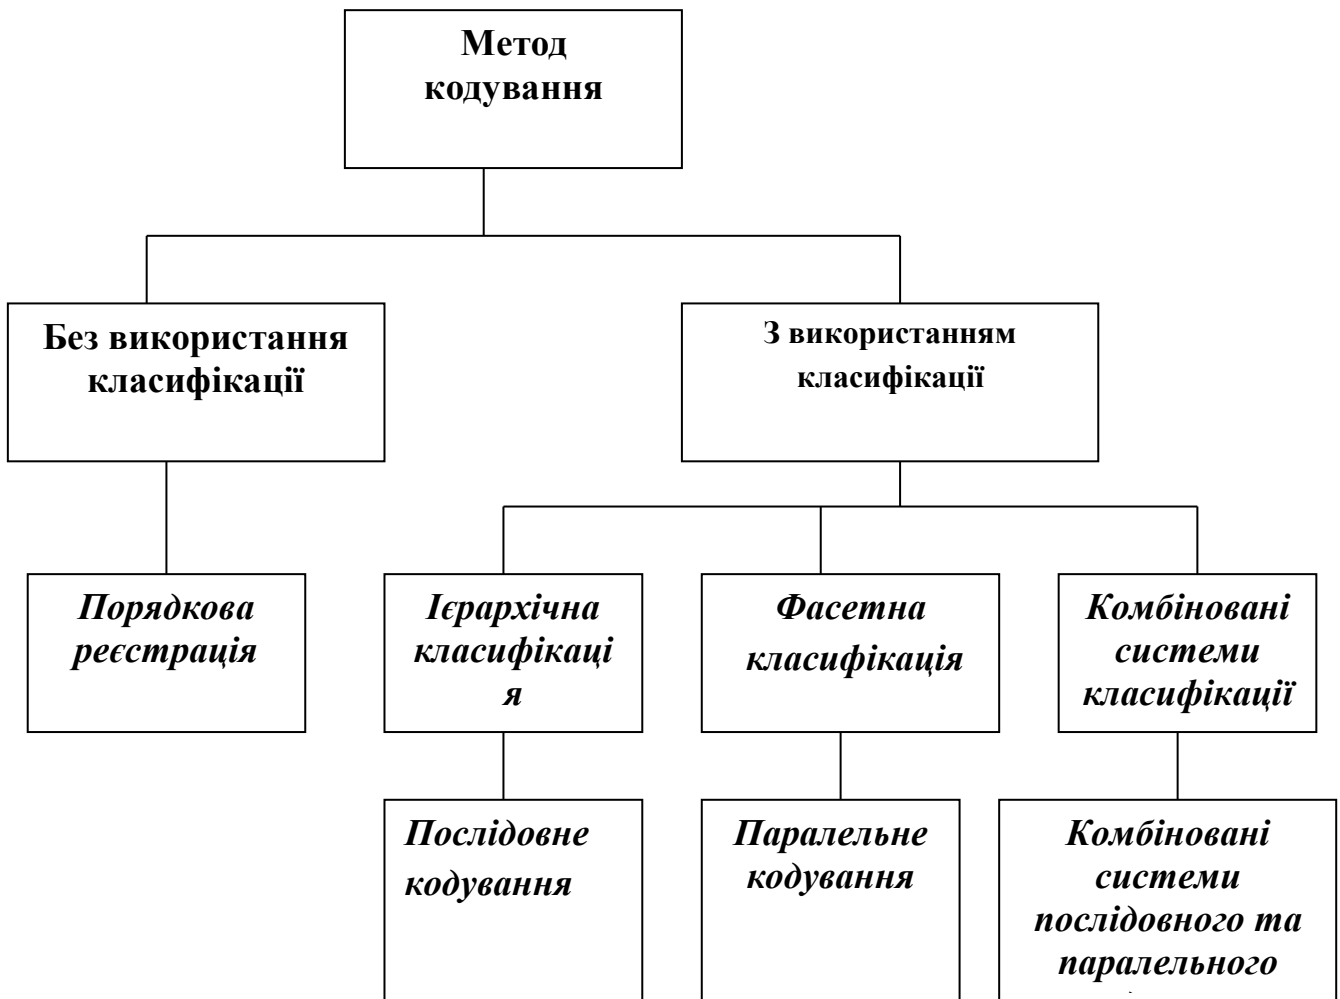 Метод
кодування
Без використання
класифікації
З використанням
класифікації
Порядкова
реєстрація
Ієрархічна
класифікаці
я
Фасетна
класифікація
Комбіновані
системи
класифікації
Послідовне
кодування
Паралельне
кодування
Комбіновані
системи
послідовного та
паралельного